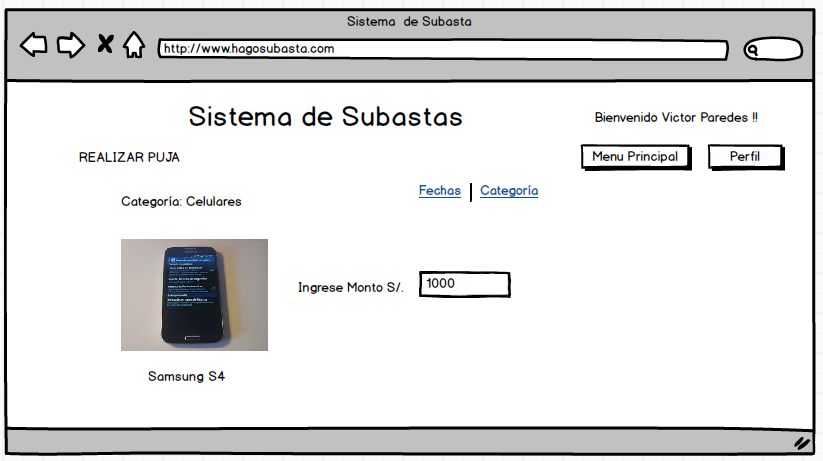 Sistema de Subasta
http://www.hagosubasta.com
Sistema de Subastas
Bienvenido Victor Paredes !!
REALIZAR PUJA
Menu Principal
Perfil
Fechas
Categoría
Categoría: Celulares
Ingrese Monto S/.
1000
Samsung S4